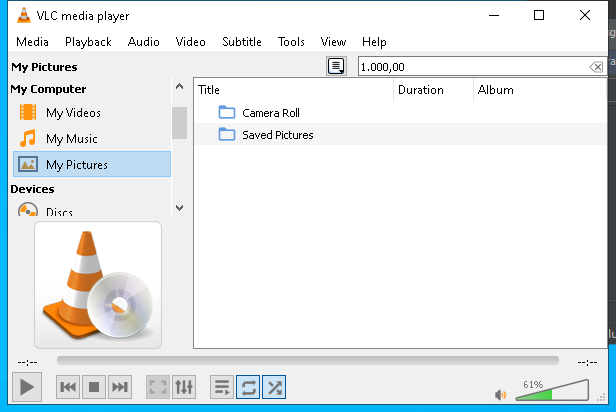 VLC media player
Media Playback Audio Video Subtitle Tools View Help
My Pictures
1.000,00
My Computer
My Videos
My Music
My Pictures
Devices
Discs
Title Duration Album
Camera Roll
Saved Pictures
--:-- --:--
61%